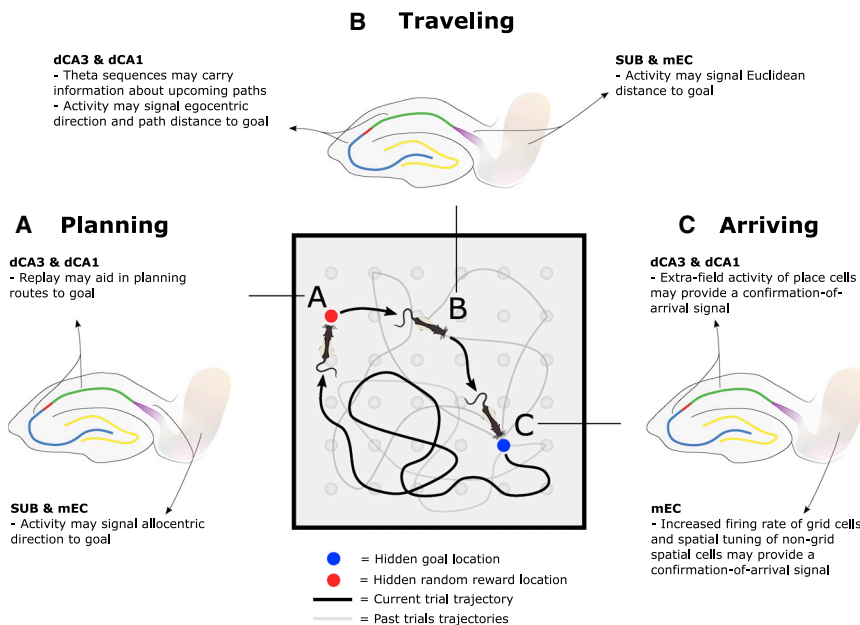 B Traveling
dCA3 & dCA1
- Theta sequences may carry
information about upcoming paths
- Activity may signal egocentric
direction and path distance to goal
SUB & mEC
- Activity may signal Euclidean
distance to goal
A Planning
dCA3 & dCA1
- Replay may aid in planning
routes to goal
SUB & mEC
- Activity may signal allocentric
direction to goal
A
B
C
C Arriving
dCA3 & dCA1
- Extra-field activity of place cells
may provide a confirmation-of-
arrival signal
mEC
- Increased firing rate of grid cells
and spatial tuning of non-grid
spatial cells may provide a
confirmation-of-arrival signal
= Hidden goal location
= Hidden random reward location
= Current trial trajectory
= Past trials trajectories